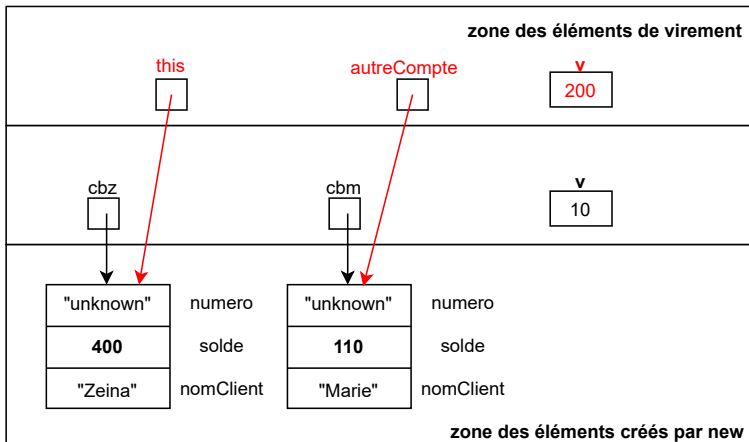 zone des éléments de virement
this
autreCompte
v
200
cbz
cbm
v
10
"unknown" numero
400 solde
"Zeina" nomClient
"unknown" numero
110 solde
"Marie" nomClient
zone des éléments créés par new